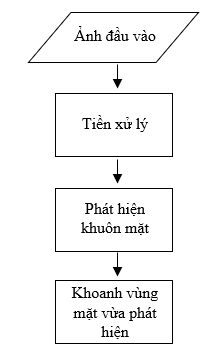 Ảnh đầu vào
Tiền xử lý
Phát hiện
khuôn mặt
Khoanh vùng
mặt vừa phát
hiện